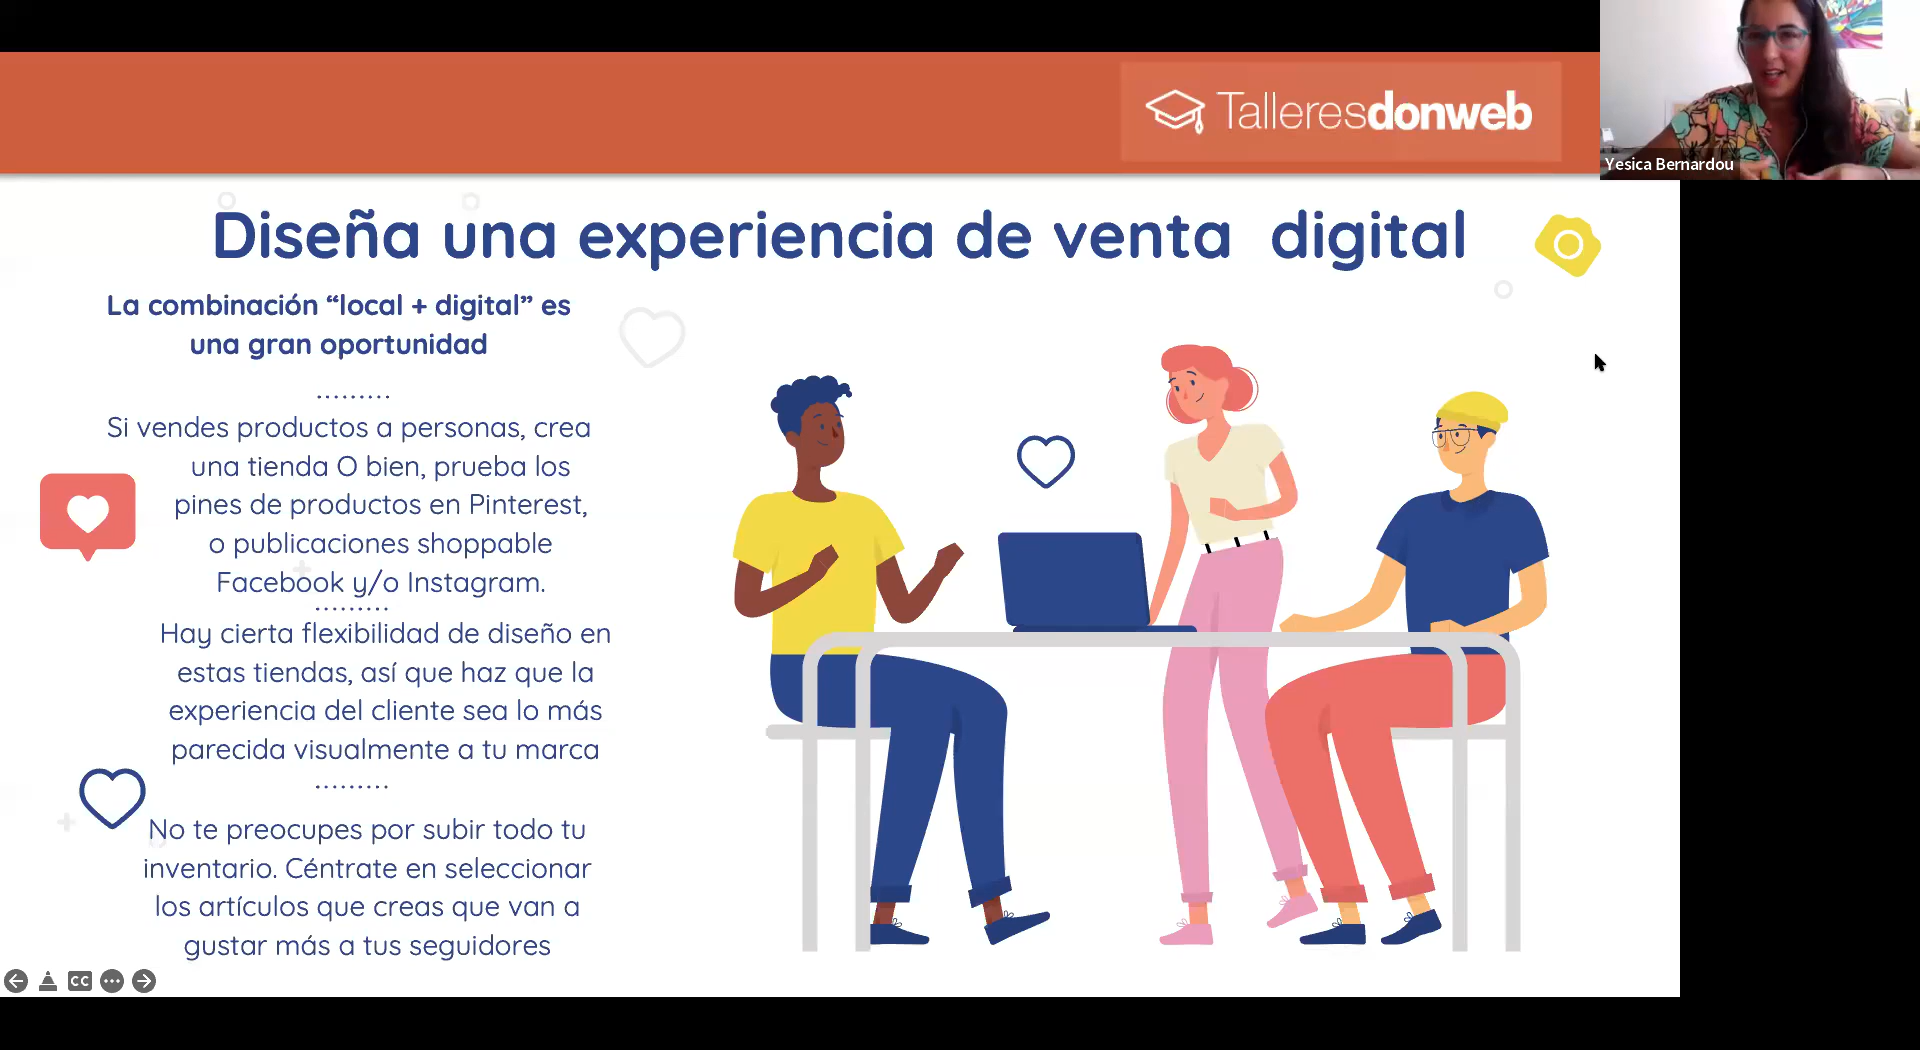 Talleresdonweb
Yesica Bernardou
Diseña una experiencia de venta digital
La combinación “local + digital” es
una gran oportunidad
.........
Si vendes productos a personas, crea
una tienda O bien, prueba los
pines de productos en Pinterest,
o publicaciones shoppable
Facebook y/o Instagram.
.........
Hay cierta flexibilidad de diseño en
estas tiendas, así que haz que la
experiencia del cliente sea lo más
parecida visualmente a tu marca
.........
No te preocupes por subir todo tu
inventario. Céntrate en seleccionar
los artículos que creas que van a
gustar más a tus seguidores
CC